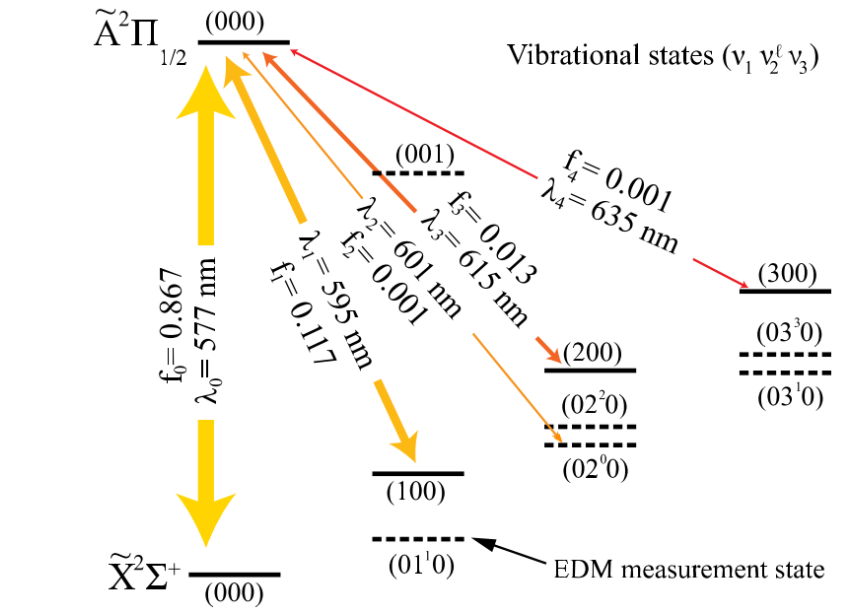 Ã²Π₁/₂
(000)
Vibrational states (ν₁ ν₂ˡ ν₃)
(001)
f₄= 0.001
λ₄= 635 nm
f₃= 0.013
λ₃= 615 nm
λ₂= 601 nm
f₂= 0.001
λ₁= 595 nm
f₁= 0.117
f₀= 0.867
λ₀= 577 nm
(300)
(03³0)
(03¹0)
(200)
(02²0)
(02⁰0)
(100)
(01¹0)
EDM measurement state
X̃²Σ⁺
(000)